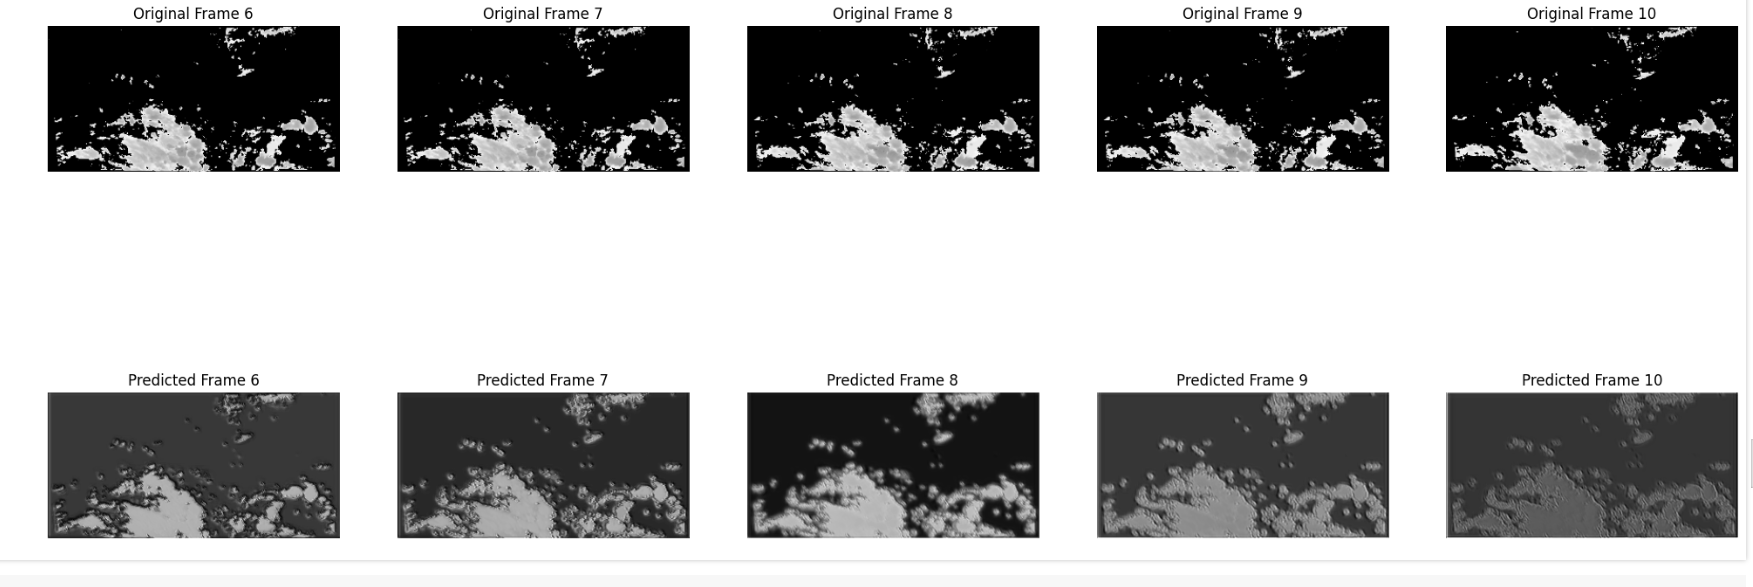 Original Frame 6
Original Frame 7
Original Frame 8
Original Frame 9
Original Frame 10
Predicted Frame 6
Predicted Frame 7
Predicted Frame 8
Predicted Frame 9
Predicted Frame 10